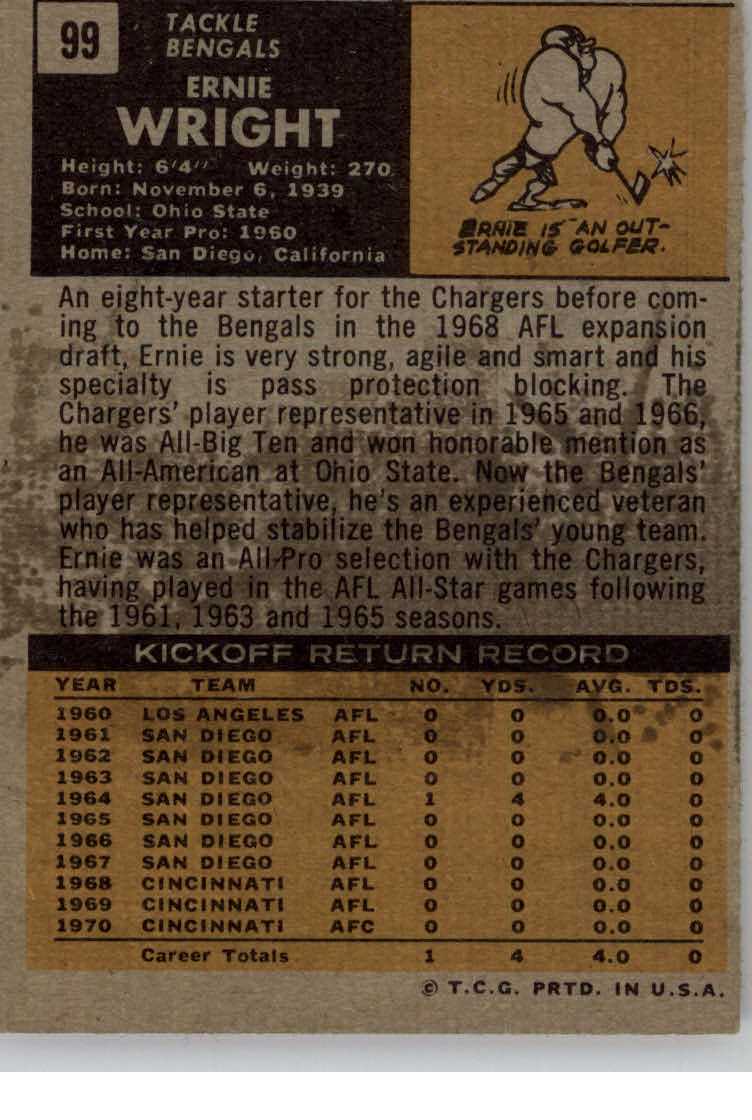 99
TACKLE
BENGALS
ERNIE
WRIGHT
Height: 6'4'' Weight: 270
Born: November 6, 1939
School: Ohio State
First Year Pro: 1960
Home: San Diego, California
ERNIE IS AN OUT-
STANDING GOLFER.
An eight-year starter for the Chargers before com-
ing to the Bengals in the 1968 AFL expansion
draft, Ernie is very strong, agile and smart and his
specialty is pass protection blocking. The
Chargers' player representative in 1965 and 1966,
he was All-Big Ten and won honorable mention as
an All-American at Ohio State. Now the Bengals'
player representative, he's an experienced veteran
who has helped stabilize the Bengals' young team.
Ernie was an All-Pro selection with the Chargers,
having played in the AFL All-Star games following
the 1961, 1963 and 1965 seasons.
KICKOFF RETURN RECORD
YEAR TEAM NO. YDS. AVG. TDS.
1960 LOS ANGELES AFL 0 0 0.0 0
1961 SAN DIEGO AFL 0 0 0.0 0
1962 SAN DIEGO AFL 0 0 0.0 0
1963 SAN DIEGO AFL 0 0 0.0 0
1964 SAN DIEGO AFL 1 4 4.0 0
1965 SAN DIEGO AFL 0 0 0.0 0
1966 SAN DIEGO AFL 0 0 0.0 0
1967 SAN DIEGO AFL 0 0 0.0 0
1968 CINCINNATI AFL 0 0 0.0 0
1969 CINCINNATI AFL 0 0 0.0 0
1970 CINCINNATI AFC 0 0 0.0 0
Career Totals 1 4 4.0 0
© T.C.G. PRTD. IN U.S.A.